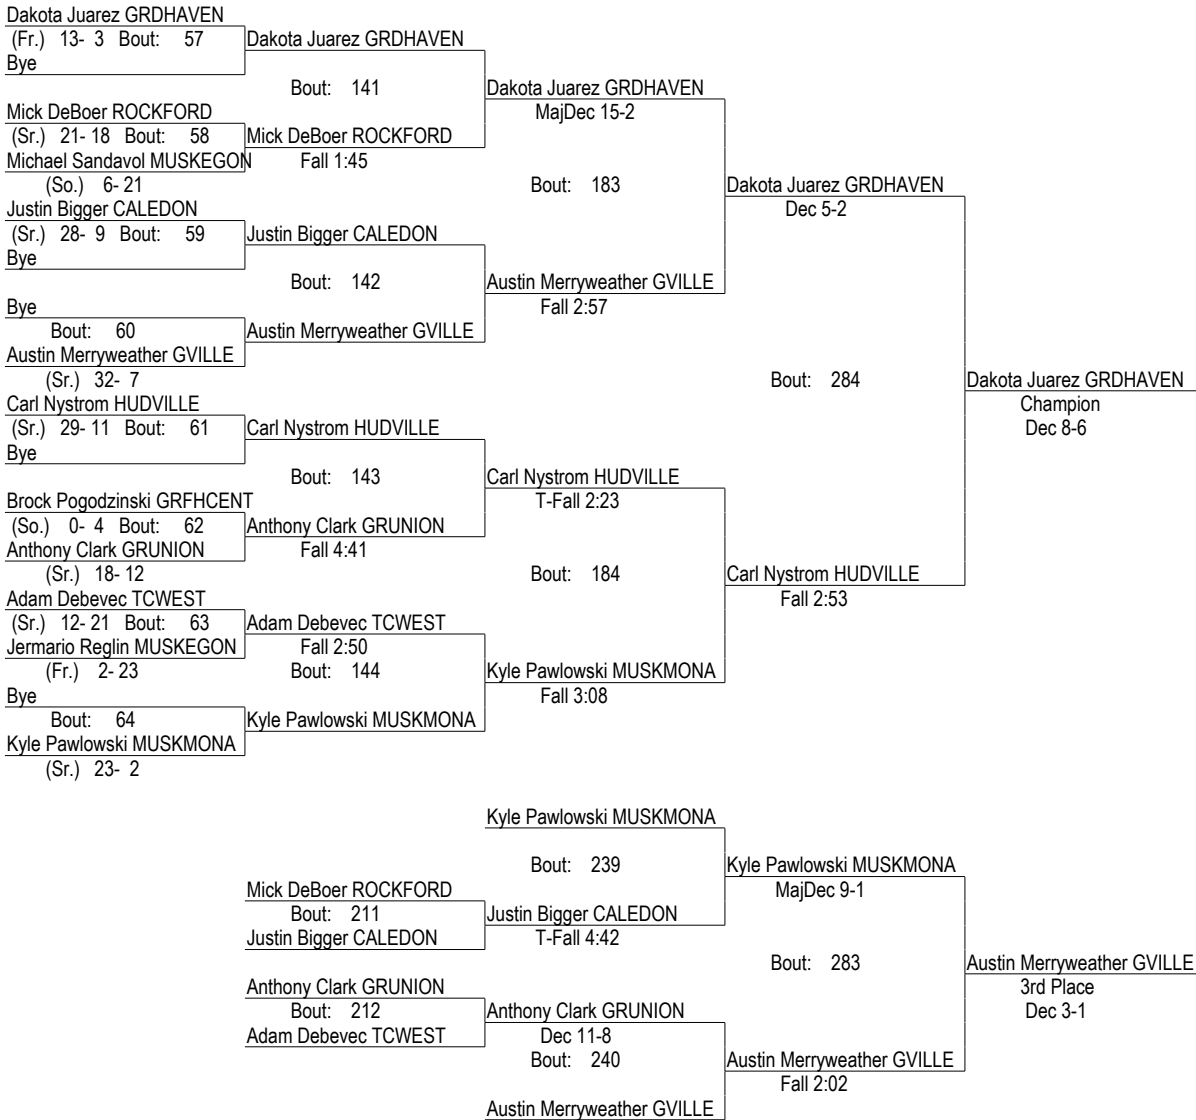 Dakota Juarez GRDHAVEN
(Fr.) 13- 3 Bout: 57 Dakota Juarez GRDHAVEN
Bye
Bout: 141 Dakota Juarez GRDHAVEN
Mick DeBoer ROCKFORD MajDec 15-2
(Sr.) 21- 18 Bout: 58 Mick DeBoer ROCKFORD
Michael Sandavol MUSKEGON Fall 1:45
(So.) 6- 21 Bout: 183 Dakota Juarez GRDHAVEN
Justin Bigger CALEDON Dec 5-2
(Sr.) 28- 9 Bout: 59 Justin Bigger CALEDON
Bye
Bout: 142 Austin Merryweather GVILLE
Bye Fall 2:57
Bout: 60 Austin Merryweather GVILLE
Austin Merryweather GVILLE
(Sr.) 32- 7 Bout: 284 Dakota Juarez GRDHAVEN
Carl Nystrom HUDVILLE Champion
(Sr.) 29- 11 Bout: 61 Carl Nystrom HUDVILLE Dec 8-6
Bye
Bout: 143 Carl Nystrom HUDVILLE
Brock Pogodzinski GRFHCENT T-Fall 2:23
(So.) 0- 4 Bout: 62 Anthony Clark GRUNION
Anthony Clark GRUNION Fall 4:41
(Sr.) 18- 12 Bout: 184 Carl Nystrom HUDVILLE
Adam Debevec TCWEST Fall 2:53
(Sr.) 12- 21 Bout: 63 Adam Debevec TCWEST
Jermario Reglin MUSKEGON Fall 2:50
(Fr.) 2- 23 Bout: 144 Kyle Pawlowski MUSKMONA
Bye Fall 3:08
Bout: 64 Kyle Pawlowski MUSKMONA
Kyle Pawlowski MUSKMONA
(Sr.) 23- 2
Kyle Pawlowski MUSKMONA
Bout: 239 Kyle Pawlowski MUSKMONA
Mick DeBoer ROCKFORD MajDec 9-1
Bout: 211 Justin Bigger CALEDON
Justin Bigger CALEDON T-Fall 4:42
Bout: 283 Austin Merryweather GVILLE
Anthony Clark GRUNION 3rd Place
Bout: 212 Anthony Clark GRUNION Dec 3-1
Adam Debevec TCWEST Dec 11-8
Bout: 240 Austin Merryweather GVILLE
Fall 2:02
Austin Merryweather GVILLE